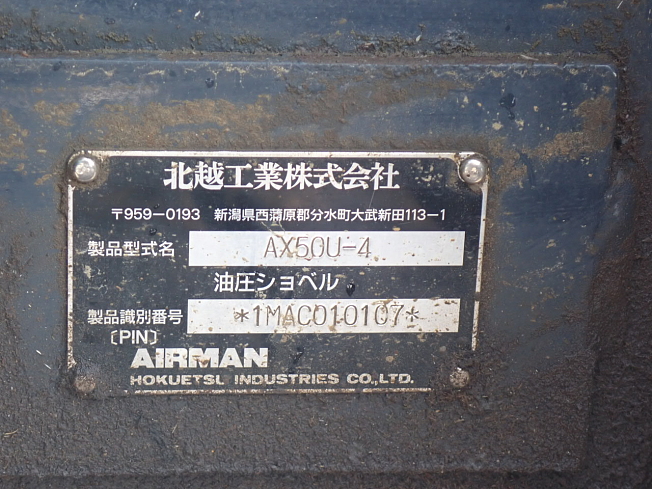 北越工業株式会社
〒959-0193 新潟県西蒲原郡分水町大武新田113-1
製品型式名 AX50U-4
油圧ショベル
製品識別番号 *1MAC010107*
〔PIN〕
AIRMAN
HOKUETSU INDUSTRIES CO.,LTD.